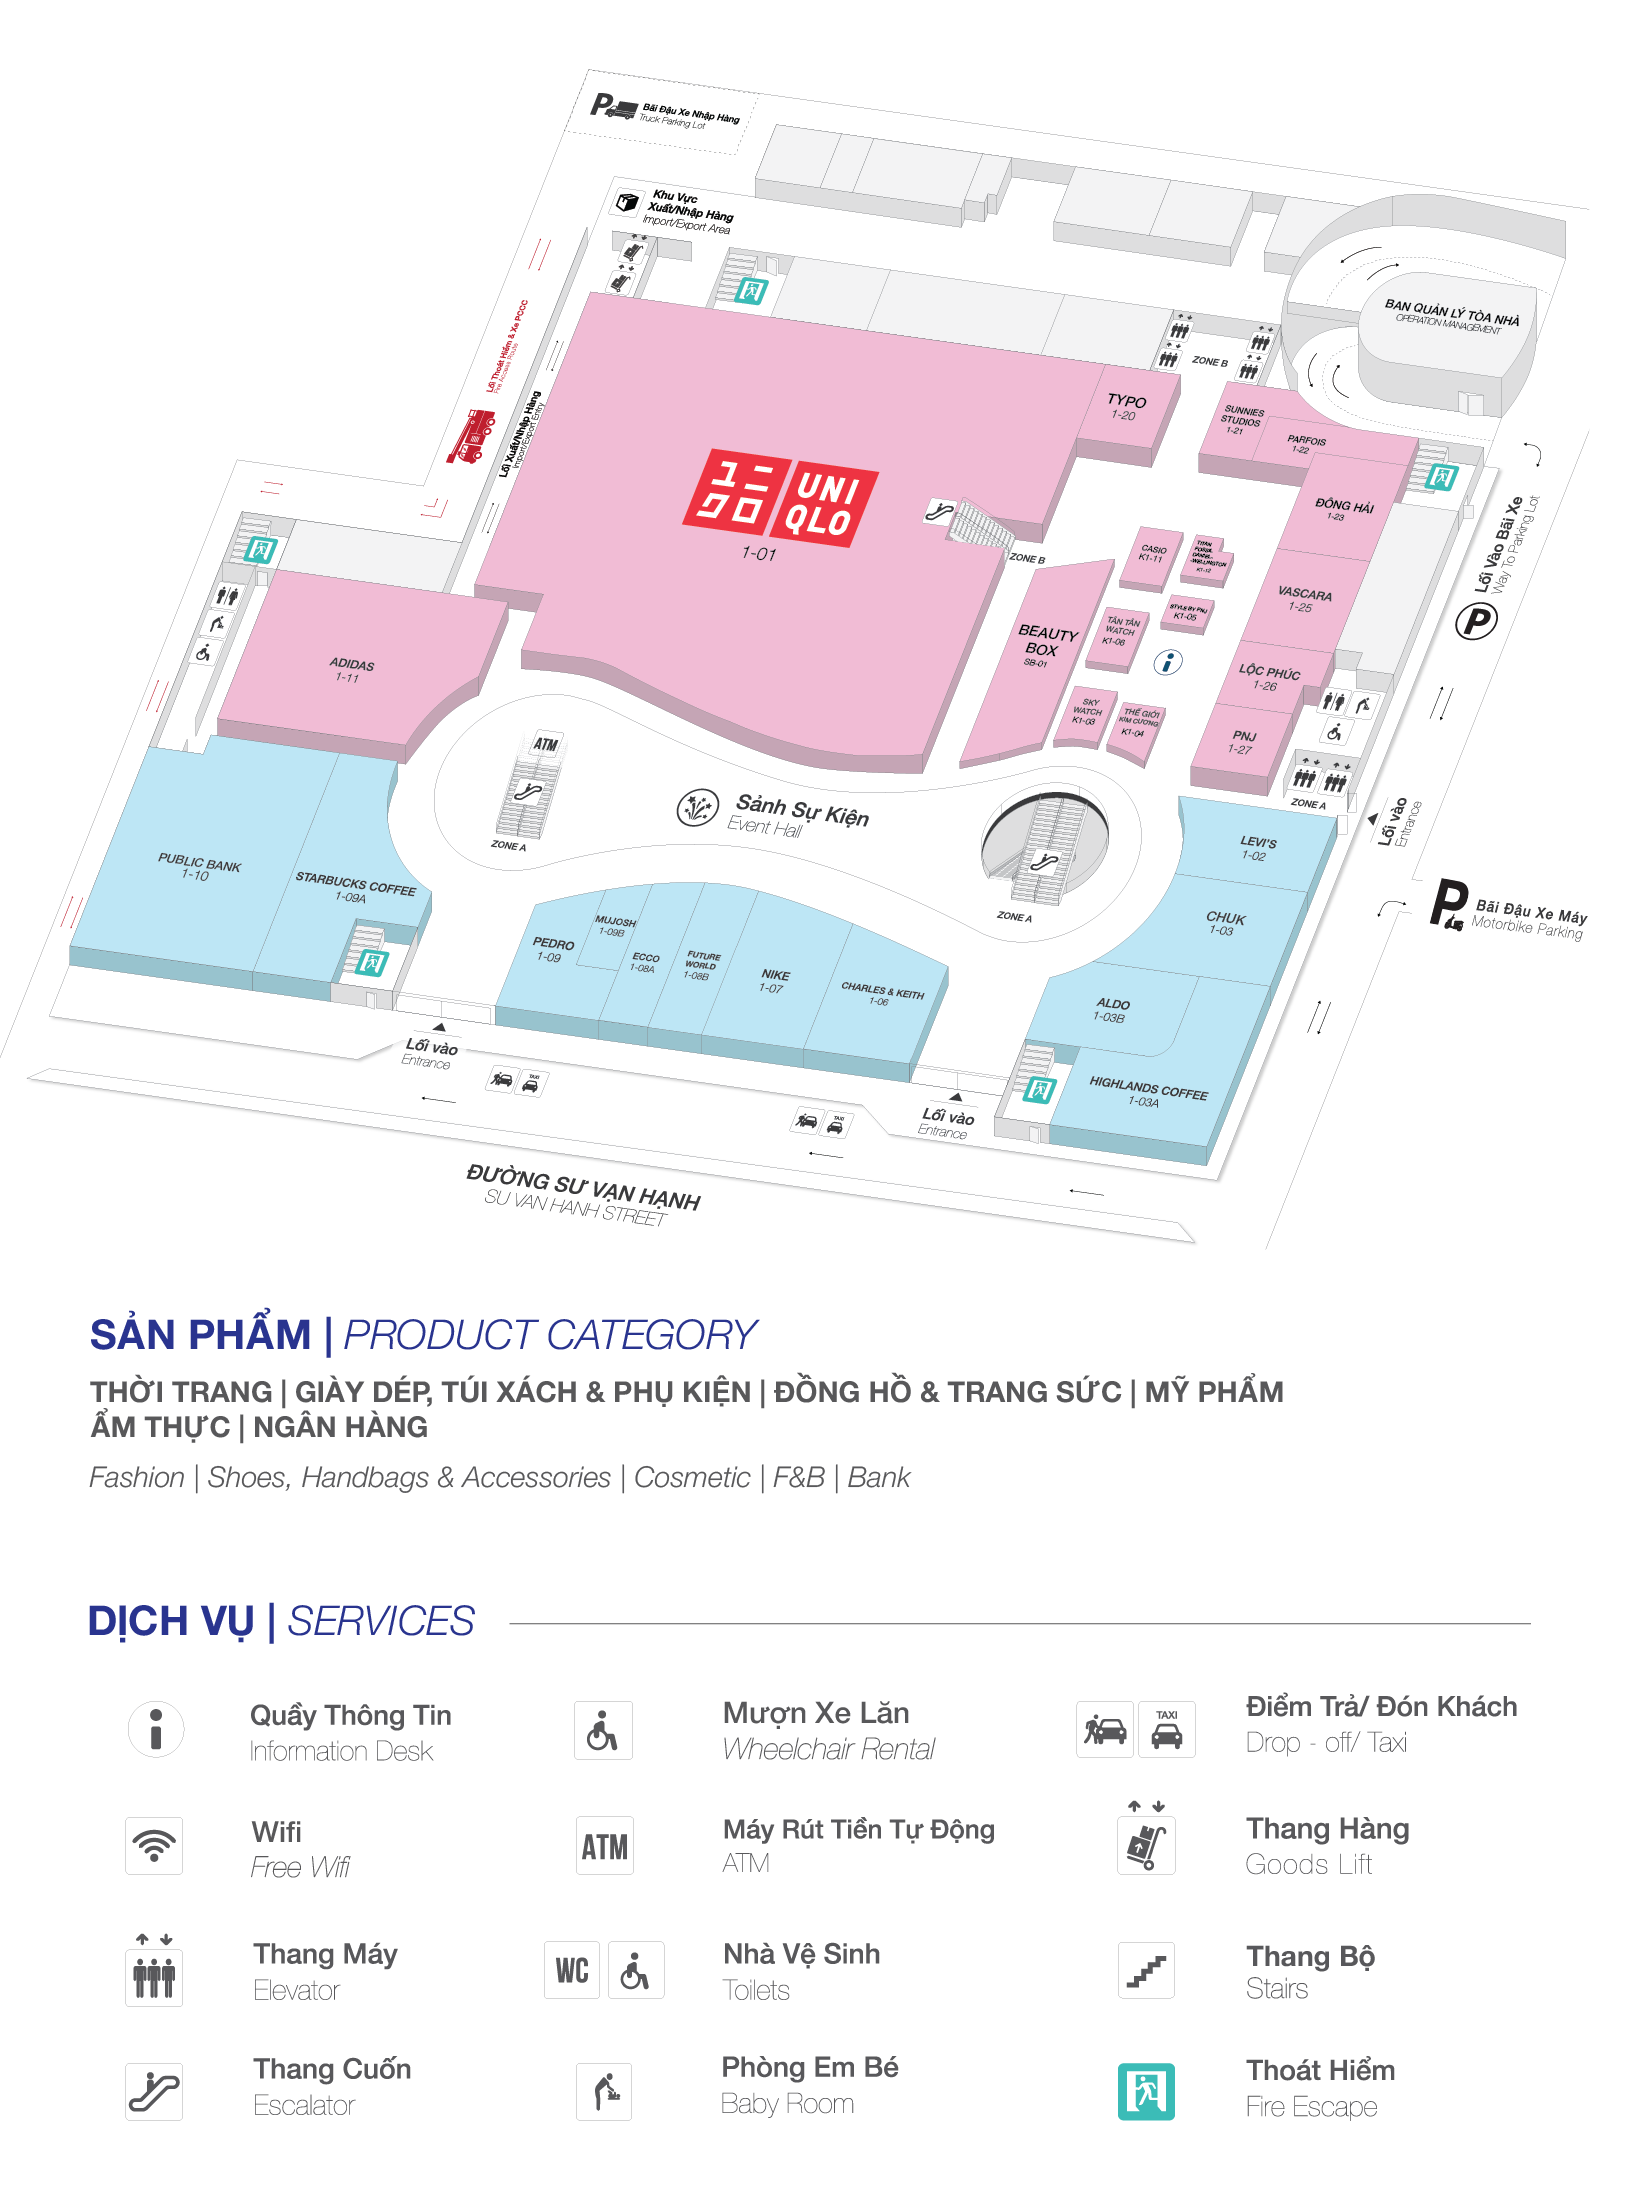 P
Bãi Đậu Xe Nhập Hàng
Truck Parking Lot
Khu Vực
Xuất/Nhập Hàng
Import/Export Area
Lối Thoát Hiểm & Xe PCCC
Fire Access Route
Lối Xuất/Nhập Hàng
Import/Export Entry
BAN QUẢN LÝ TÒA NHÀ
OPERATION MANAGEMENT
ZONE B
TYPO
1-20
SUNNIES
STUDIOS
1-21
PARFOIS
1-22
UNI
QLO
1-01
ĐÔNG HẢI
1-23
ZONE B
CASIO
K1-11
TITAN
FOSSIL
DANIEL
WELLINGTON
K1-12
VASCARA
1-25
STYLE BY PNJ
K1-05
TÂN TÂN
WATCH
K1-06
BEAUTY
BOX
SB-01
Lối Vào Bãi Xe
Way To Parking Lot
P
ADIDAS
1-11
LỘC PHÚC
1-26
SKY
WATCH
K1-03
THẾ GIỚI
KIM CƯƠNG
K1-04
PNJ
1-27
ATM
ZONE A
Sảnh Sự Kiện
Event Hall
ZONE A
Lối vào
Entrance
LEVI'S
1-02
PUBLIC BANK
1-10
STARBUCKS COFFEE
1-09A
ZONE A
CHUK
1-03
P
Bãi Đậu Xe Máy
Motorbike Parking
MUJOSH
1-09B
PEDRO
1-09
ECCO
1-08A
FUTURE
WORLD
1-08B
NIKE
1-07
CHARLES & KEITH
1-06
ALDO
1-03B
HIGHLANDS COFFEE
1-03A
Lối vào
Entrance
TAXI
Lối vào
Entrance
TAXI
ĐƯỜNG SƯ VẠN HẠNH
SU VAN HANH STREET
SẢN PHẨM | PRODUCT CATEGORY
THỜI TRANG | GIÀY DÉP, TÚI XÁCH & PHỤ KIỆN | ĐỒNG HỒ & TRANG SỨC | MỸ PHẨM
ẨM THỰC | NGÂN HÀNG
Fashion | Shoes, Handbags & Accessories | Cosmetic | F&B | Bank
DỊCH VỤ | SERVICES
Quầy Thông Tin
Information Desk
Mượn Xe Lăn
Wheelchair Rental
TAXI
Điểm Trả/ Đón Khách
Drop - off/ Taxi
Wifi
Free Wifi
ATM
Máy Rút Tiền Tự Động
ATM
Thang Hàng
Goods Lift
Thang Máy
Elevator
WC
Nhà Vệ Sinh
Toilets
Thang Bộ
Stairs
Thang Cuốn
Escalator
Phòng Em Bé
Baby Room
Thoát Hiểm
Fire Escape